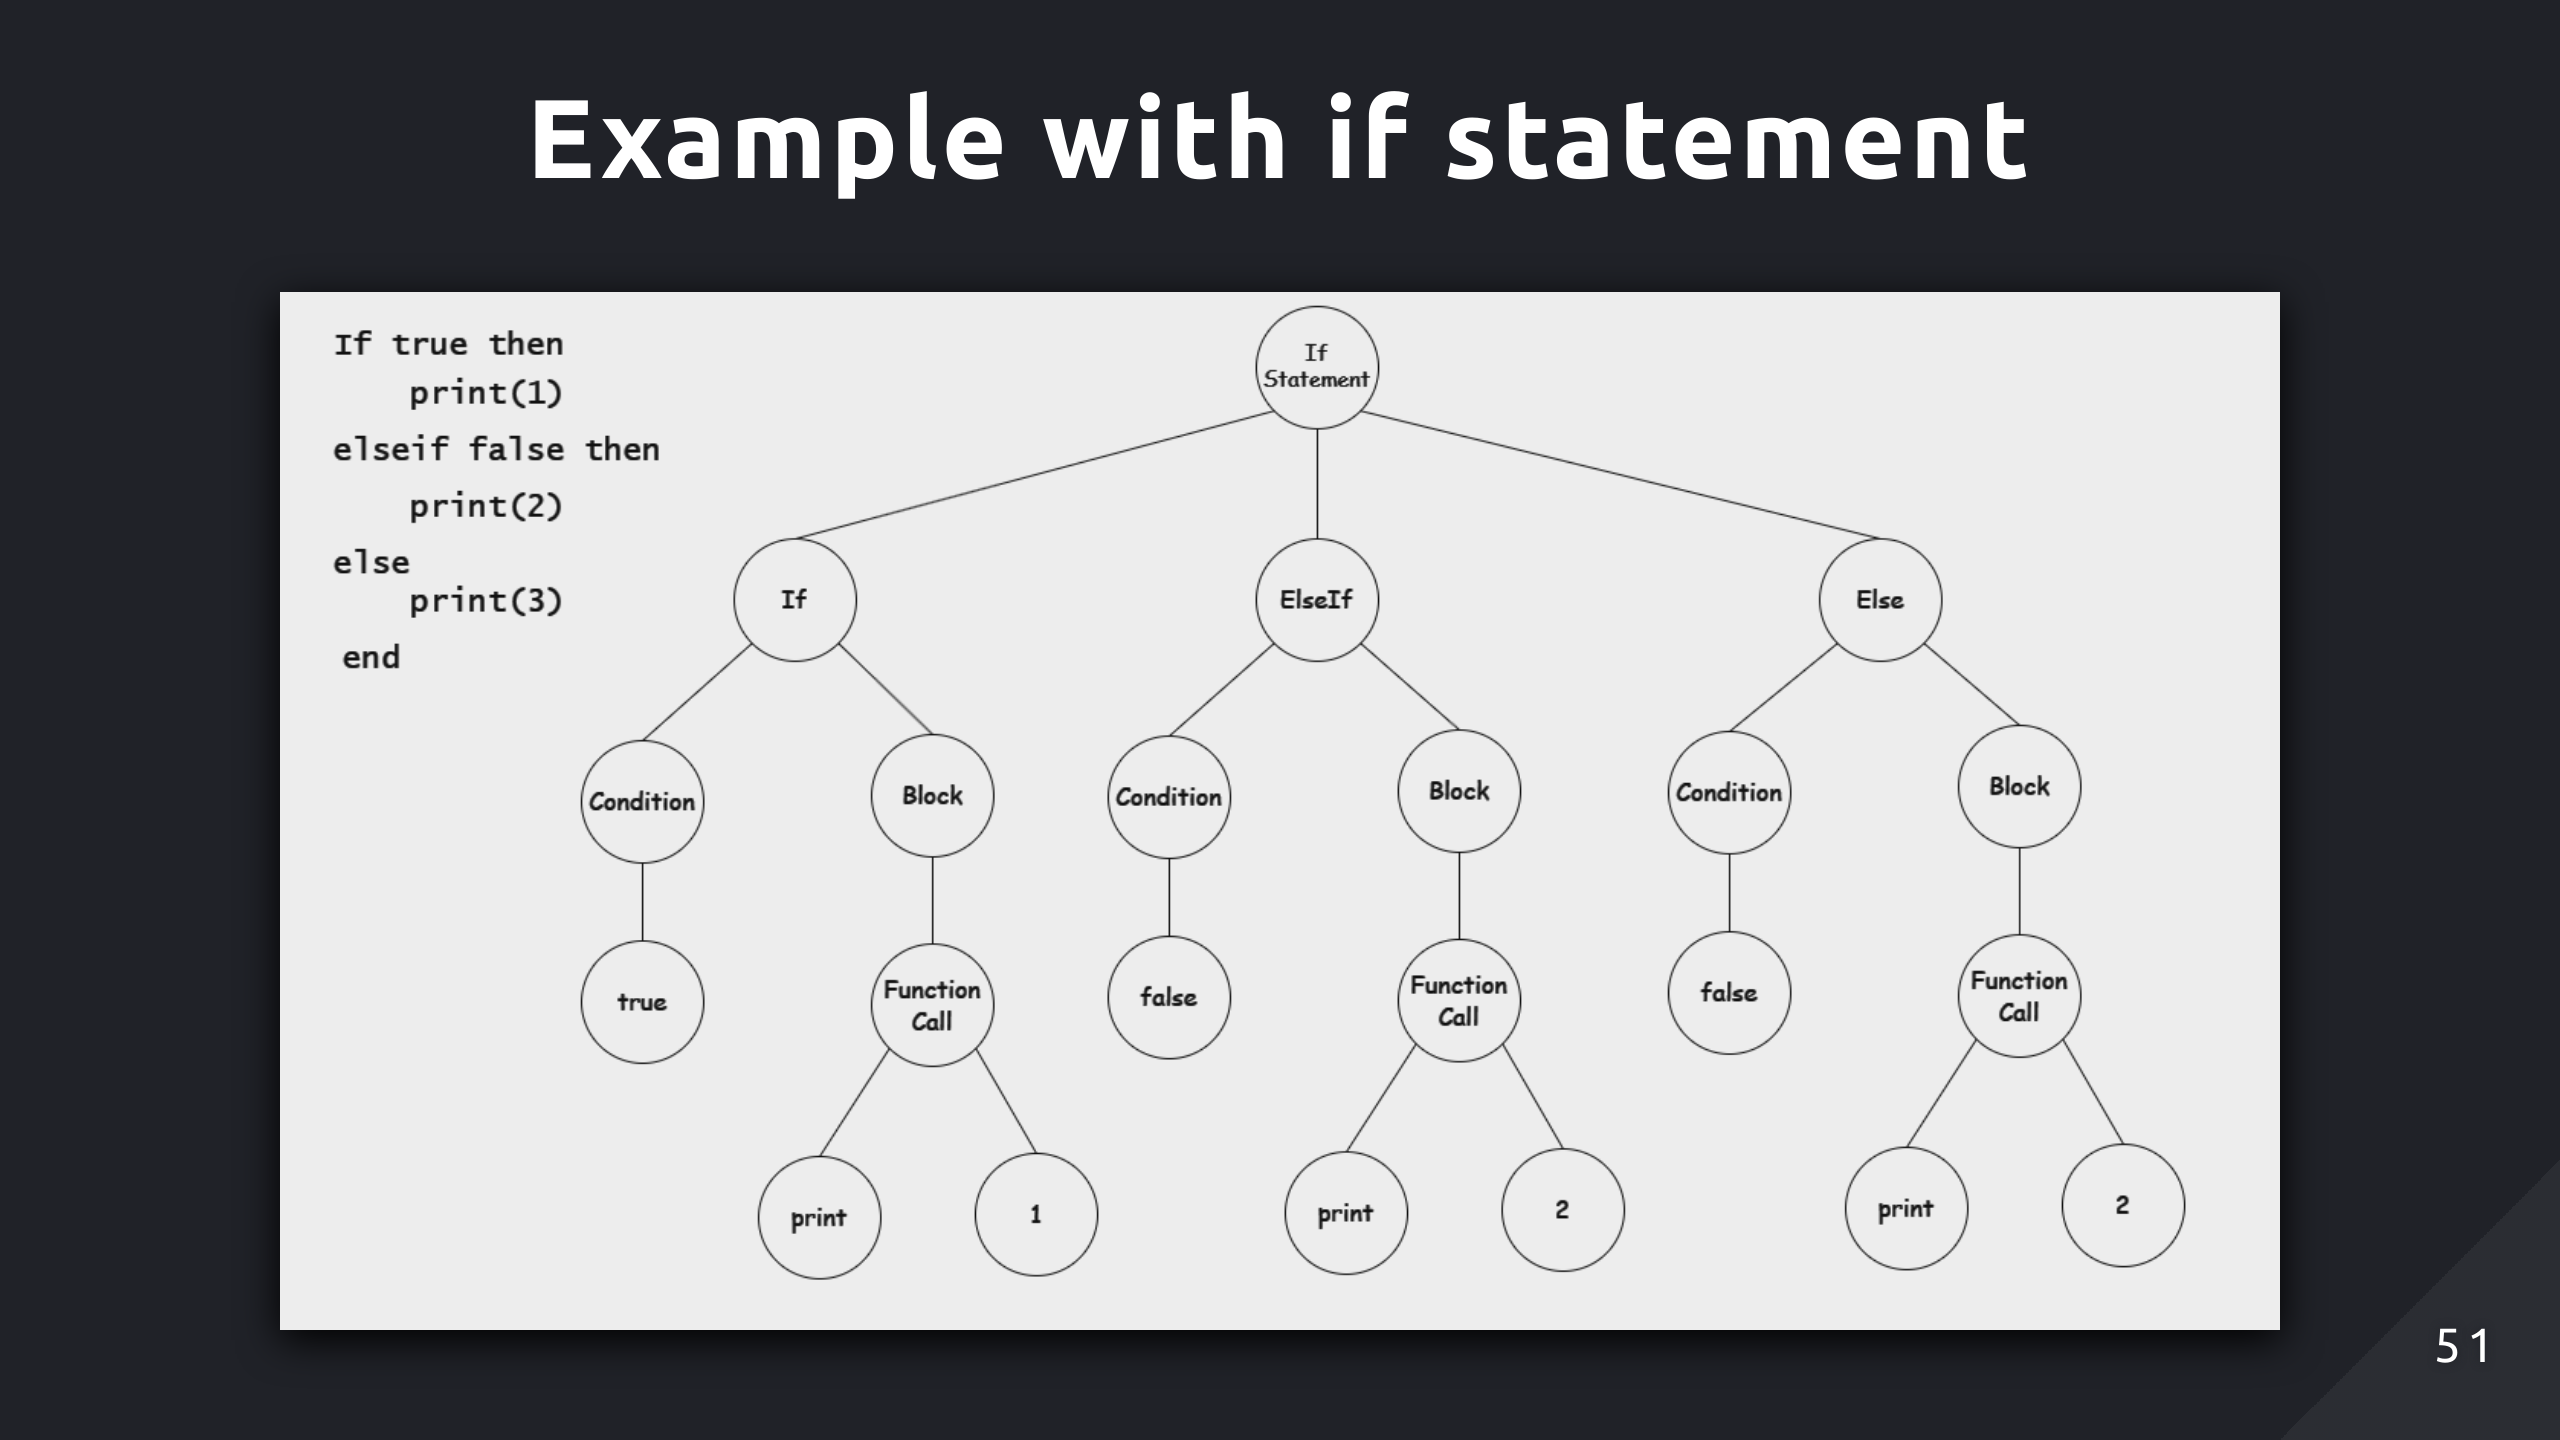 Example with if statement
If true then
print(1)
elseif false then
print(2)
else
print(3)
end
If
Statement
If
ElseIf
Else
Condition
Block
Condition
Block
Condition
Block
true
Function
Call
false
Function
Call
false
Function
Call
print
1
print
2
print
2
51